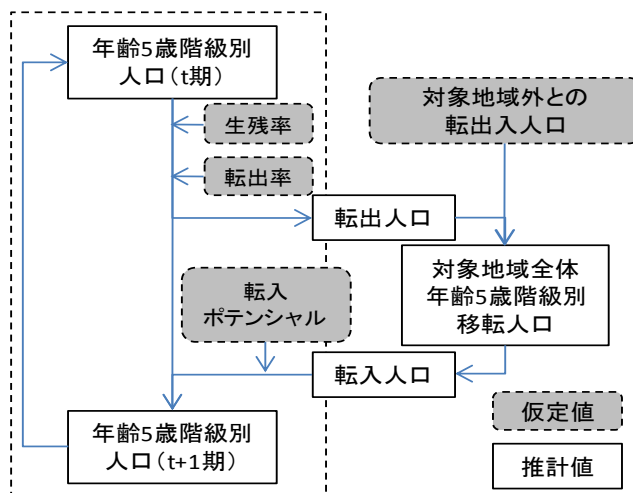 年齢5歳階級別
人口（t期）
対象地域外との
転出入人口
生残率
転出率
転出人口
対象地域全体
年齢5歳階級別
移転人口
転入
ポテンシャル
転入人口
仮定値
年齢5歳階級別
人口（t+1期）
推計値